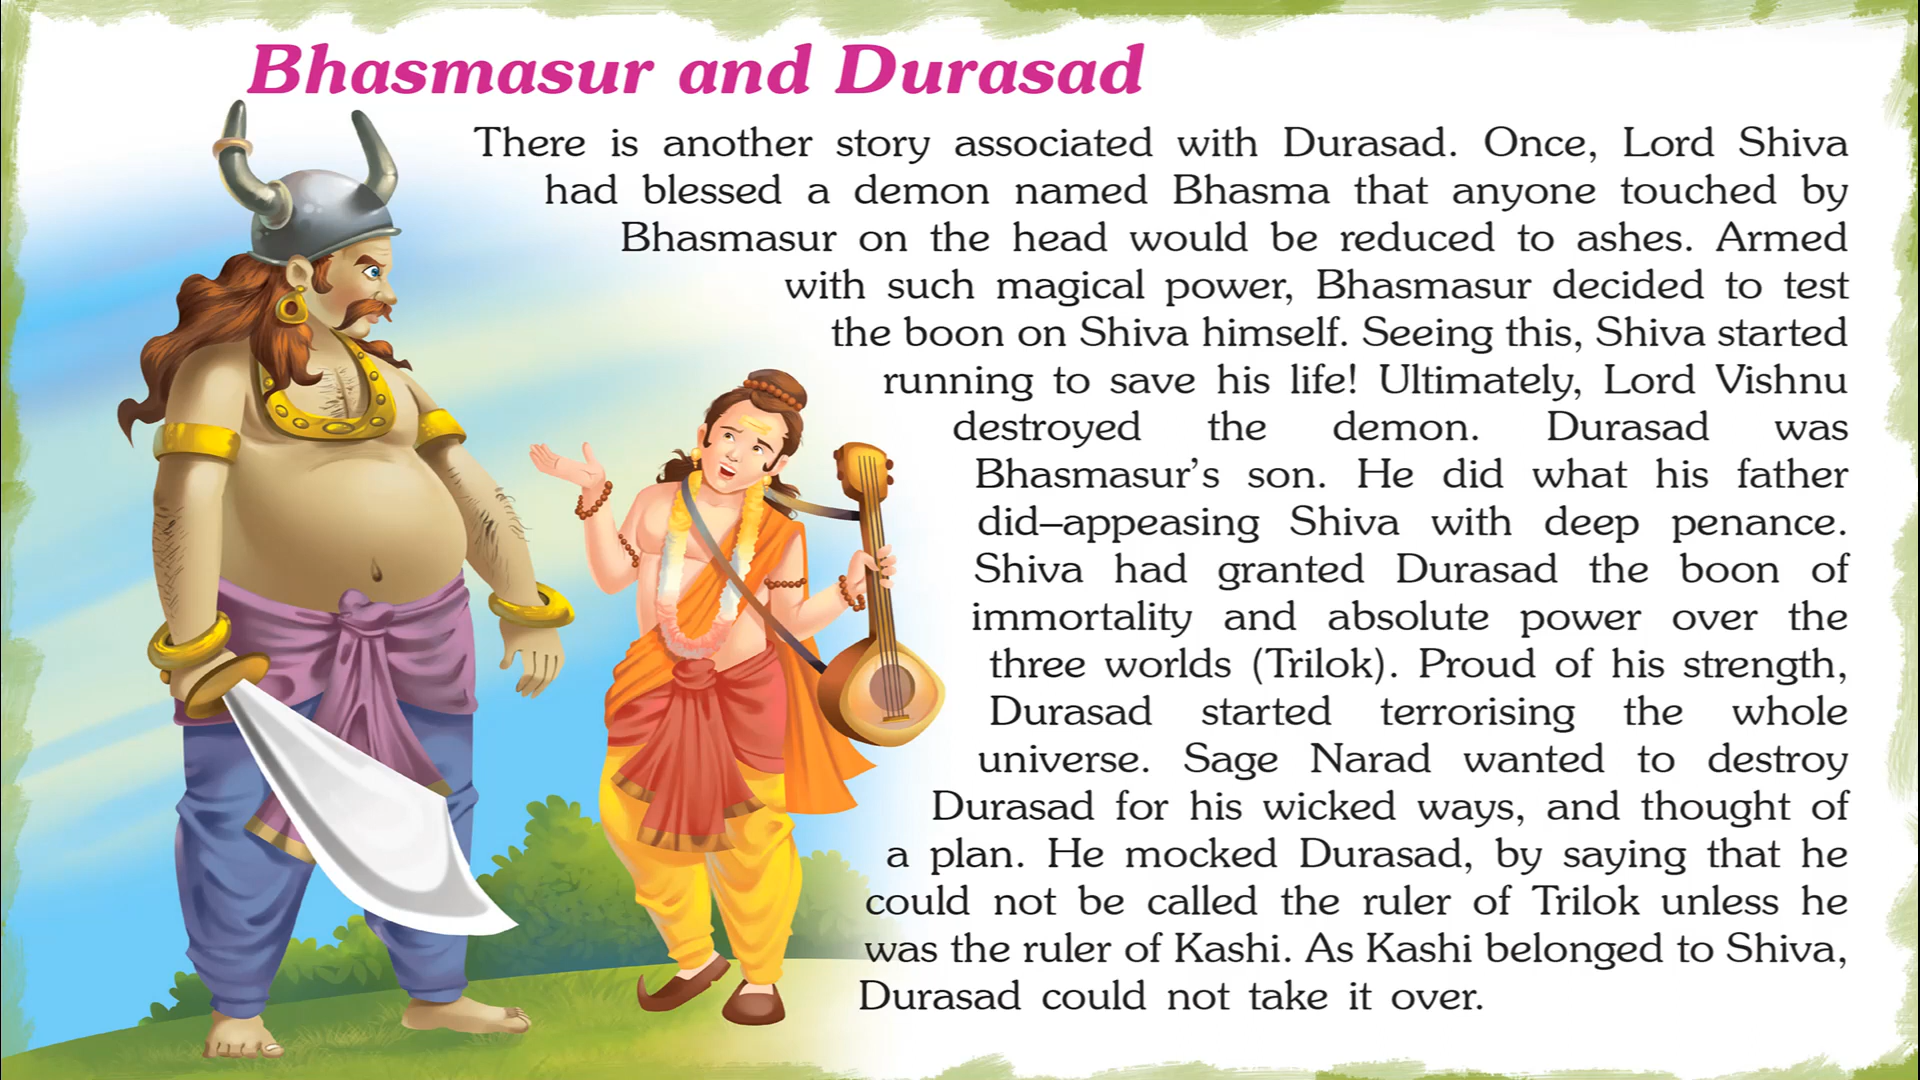 Bhasmasur and Durasad
There is another story associated with Durasad. Once, Lord Shiva
had blessed a demon named Bhasma that anyone touched by
Bhasmasur on the head would be reduced to ashes. Armed
with such magical power, Bhasmasur decided to test
the boon on Shiva himself. Seeing this, Shiva started
running to save his life! Ultimately, Lord Vishnu
destroyed the demon. Durasad was
Bhasmasur’s son. He did what his father
did–appeasing Shiva with deep penance.
Shiva had granted Durasad the boon of
immortality and absolute power over the
three worlds (Trilok). Proud of his strength,
Durasad started terrorising the whole
universe. Sage Narad wanted to destroy
Durasad for his wicked ways, and thought of
a plan. He mocked Durasad, by saying that he
could not be called the ruler of Trilok unless he
was the ruler of Kashi. As Kashi belonged to Shiva,
Durasad could not take it over.